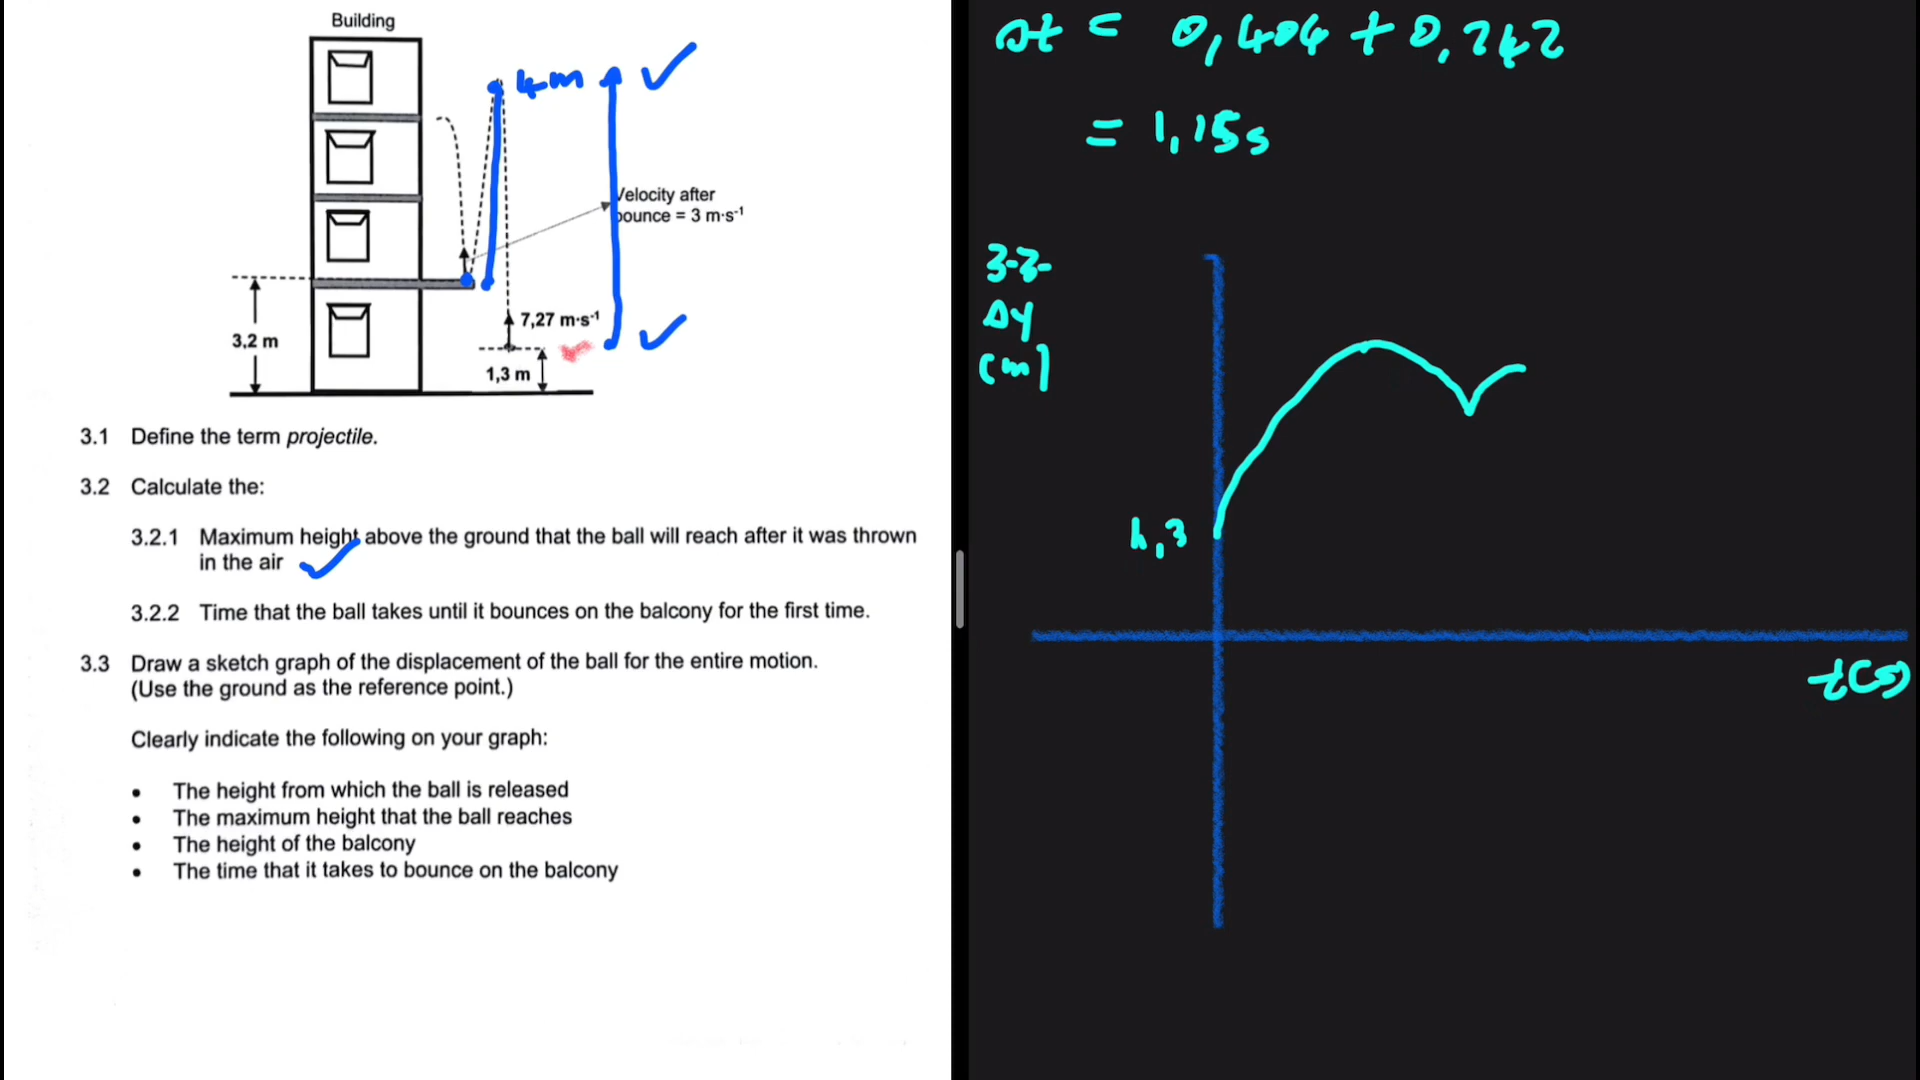 Building
4m
Velocity after
bounce = 3 m·s-1
3,2 m
7,27 m·s-1
1,3 m
3.1 Define the term projectile.
3.2 Calculate the:
3.2.1 Maximum height above the ground that the ball will reach after it was thrown
in the air
3.2.2 Time that the ball takes until it bounces on the balcony for the first time.
3.3 Draw a sketch graph of the displacement of the ball for the entire motion.
(Use the ground as the reference point.)
Clearly indicate the following on your graph:
• The height from which the ball is released
• The maximum height that the ball reaches
• The height of the balcony
• The time that it takes to bounce on the balcony
Δt = 0,404 + 0,742
= 1,15s
3.3.
Δy
(m)
t(s)